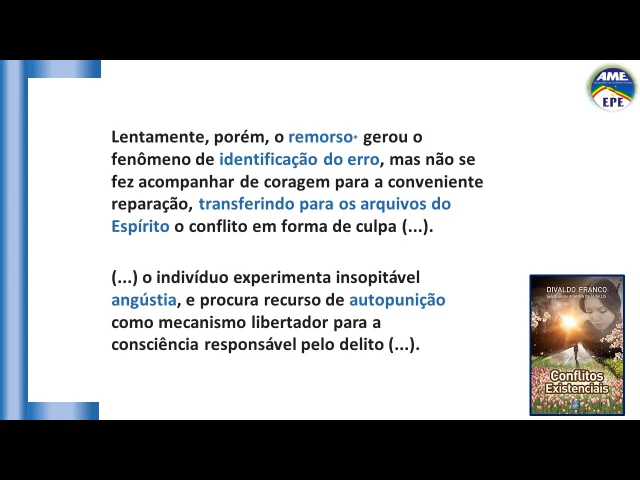 AME
EPE
Lentamente, porém, o remorso gerou o
fenômeno de identificação do erro, mas não se
fez acompanhar de coragem para a conveniente
reparação, transferindo para os arquivos do
Espírito o conflito em forma de culpa (...).
(...) o indivíduo experimenta insopitável
angústia, e procura recurso de autopunição
como mecanismo libertador para a
consciência responsável pelo delito (...).
DIVALDO FRANCO
Conflitos
Existenciais